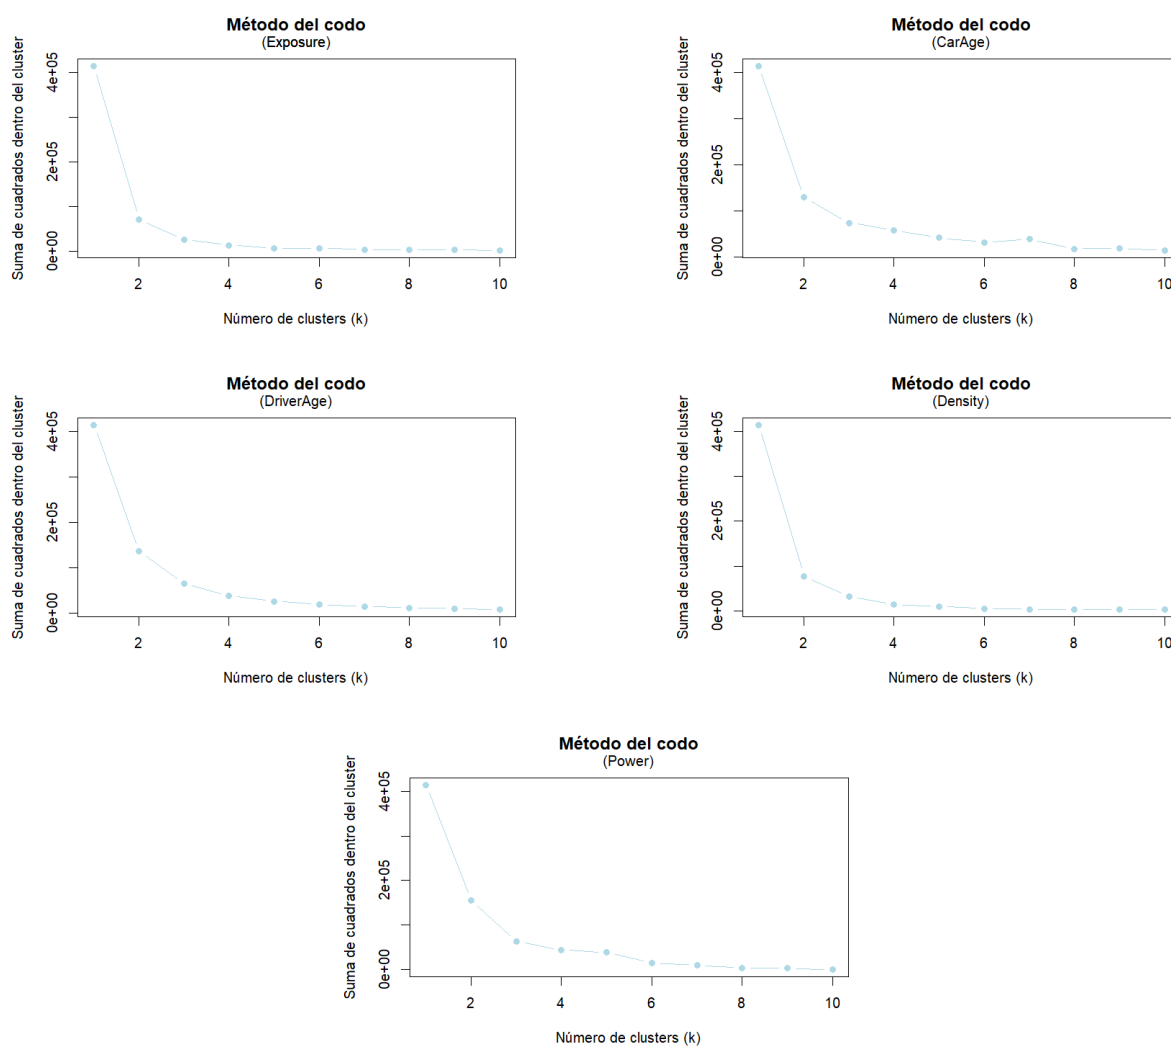 Método del codo
(Exposure)
Suma de cuadrados dentro del cluster
0e+00 2e+05 4e+05
2 4 6 8 10
Número de clusters (k)
Método del codo
(CarAge)
Suma de cuadrados dentro del cluster
0e+00 2e+05 4e+05
2 4 6 8 10
Número de clusters (k)
Método del codo
(DriverAge)
Suma de cuadrados dentro del cluster
0e+00 2e+05 4e+05
2 4 6 8 10
Número de clusters (k)
Método del codo
(Density)
Suma de cuadrados dentro del cluster
0e+00 2e+05 4e+05
2 4 6 8 10
Número de clusters (k)
Método del codo
(Power)
Suma de cuadrados dentro del cluster
0e+00 2e+05 4e+05
2 4 6 8 10
Número de clusters (k)